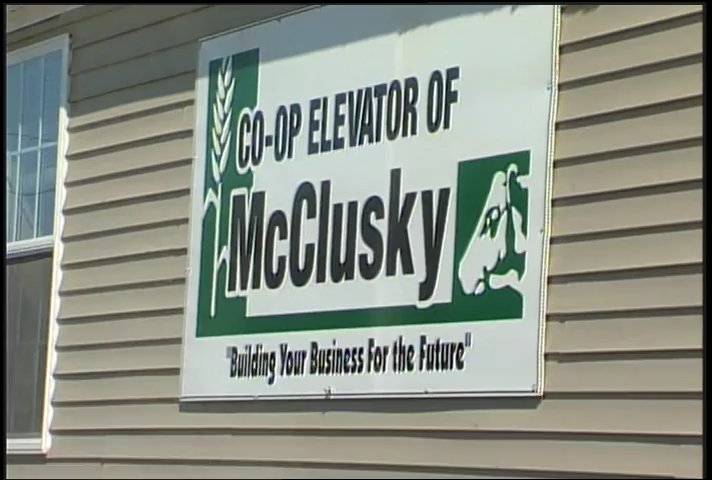 CO-OP ELEVATOR OF
McClusky
"Building Your Business For the Future"